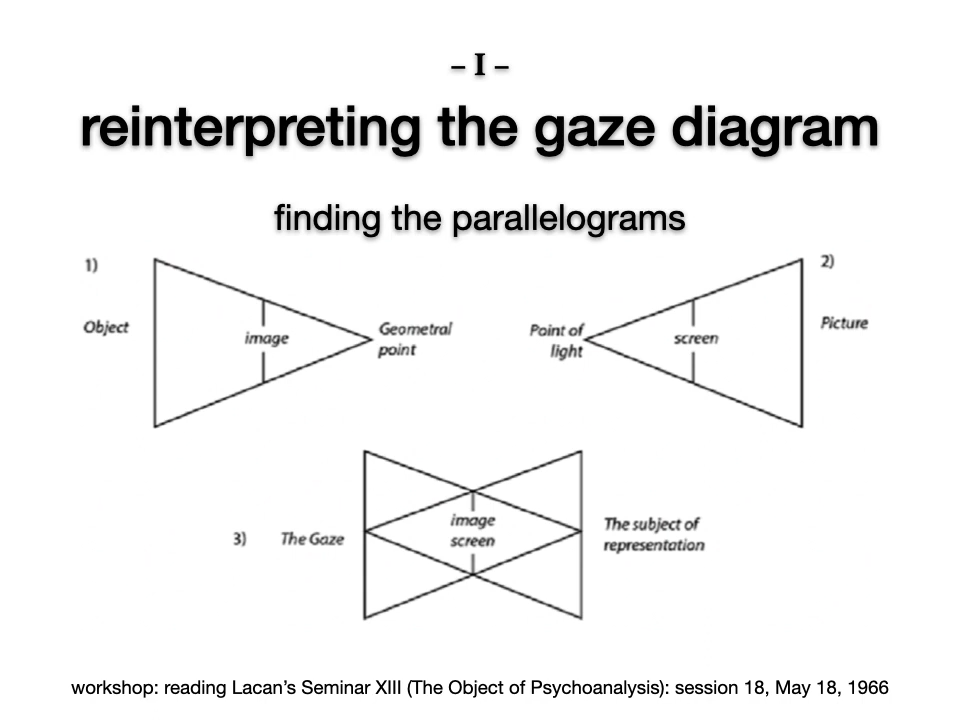 – I –
reinterpreting the gaze diagram
finding the parallelograms
1)
Object
image
Geometral
point
Point of
light
screen
2)
Picture
3)
The Gaze
image
screen
The subject of
representation
workshop: reading Lacan’s Seminar XIII (The Object of Psychoanalysis): session 18, May 18, 1966